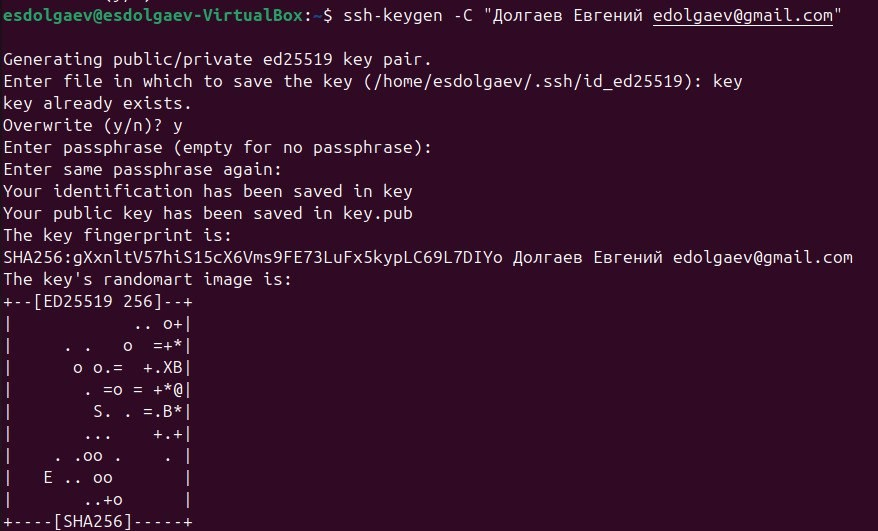 esdolgaev@esdolgaev-VirtualBox:~$ ssh-keygen -C "Долгаев Евгений edolgaev@gmail.com"
Generating public/private ed25519 key pair.
Enter file in which to save the key (/home/esdolgaev/.ssh/id_ed25519): key
key already exists.
Overwrite (y/n)? y
Enter passphrase (empty for no passphrase):
Enter same passphrase again:
Your identification has been saved in key
Your public key has been saved in key.pub
The key fingerprint is:
SHA256:gXxnltV57hiS15cX6Vms9FE73LuFx5kypLC69L7DIYo Долгаев Евгений edolgaev@gmail.com
The key's randomart image is:
+--[ED25519 256]--+
|             .. o+|
|      . .   o  =+*|
|       o o.=  +.XB|
|        . =o = +*@|
|         S. . =.B*|
|        ...    +.+|
|     . .oo .    . |
|    E .. oo       |
|        ..+o      |
+----[SHA256]-----+